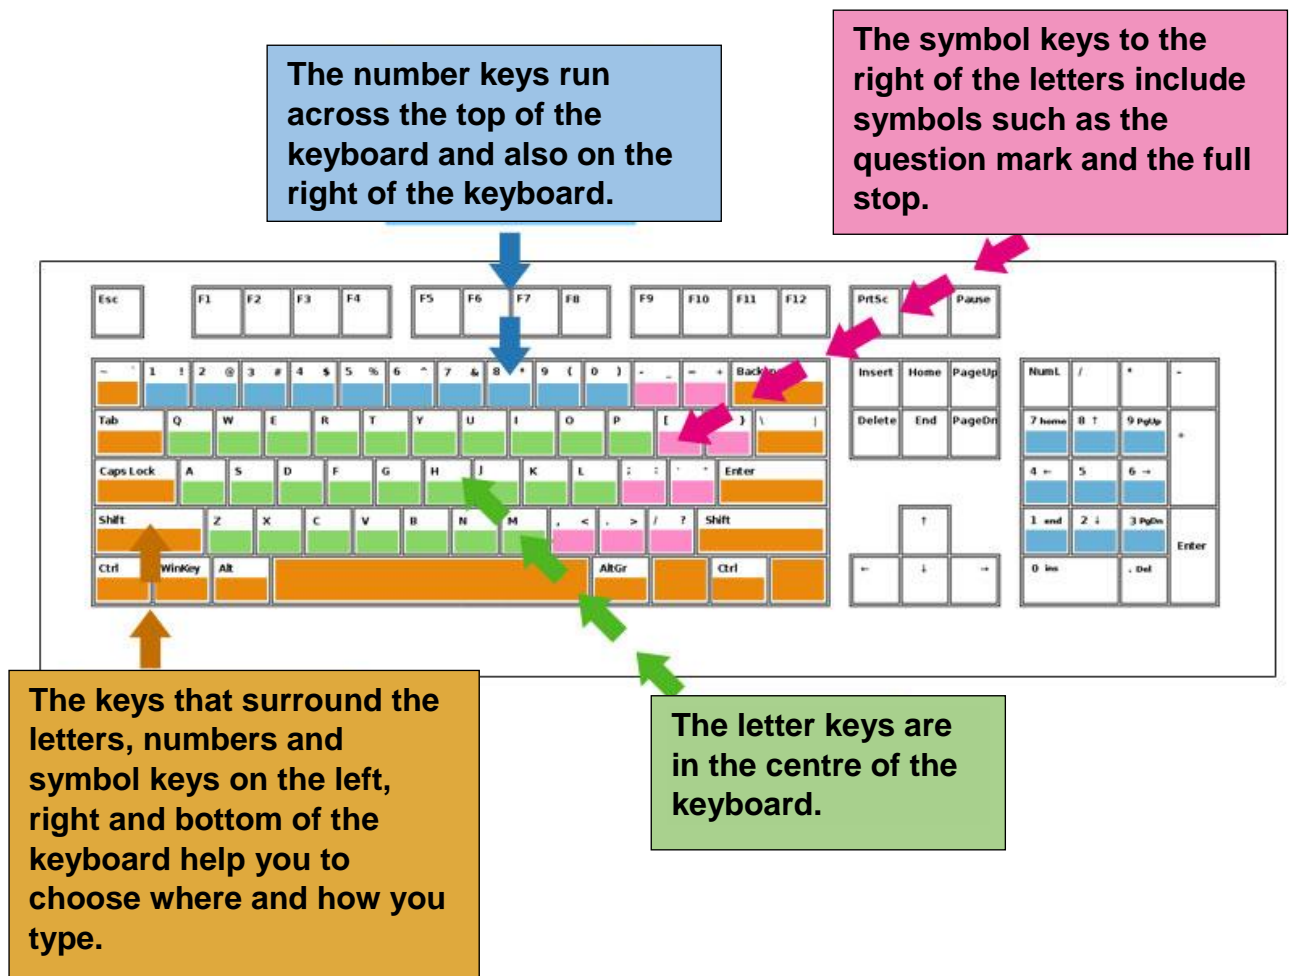 The number keys run
across the top of the
keyboard and also on the
right of the keyboard.
The symbol keys to the
right of the letters include
symbols such as the
question mark and the full
stop.
Esc F1 F2 F3 F4 F5 F6 F7 F8 F9 F10 F11 F12 PrtSc Pause
~ ` 1 ! 2 @ 3 # 4 $ 5 % 6 ^ 7 & 8 * 9 ( 0 ) - _ = + Insert Home PageUp NumL / * -
Tab Q W E R T Y U I O P [ } \ | Delete End PageDn 7 home 8 ↑ 9 PgUp +
Caps Lock A S D F G H J K L ; : ' " Enter 4 ← 5 6 →
Shift Z X C V B N M , < . > / ? Shift ↑ 1 end 2 ↓ 3 PgDn Enter
Ctrl WinKey Alt AltGr Ctrl ← ↓ → 0 ins . Del
The keys that surround the
letters, numbers and
symbol keys on the left,
right and bottom of the
keyboard help you to
choose where and how you
type.
The letter keys are
in the centre of the
keyboard.